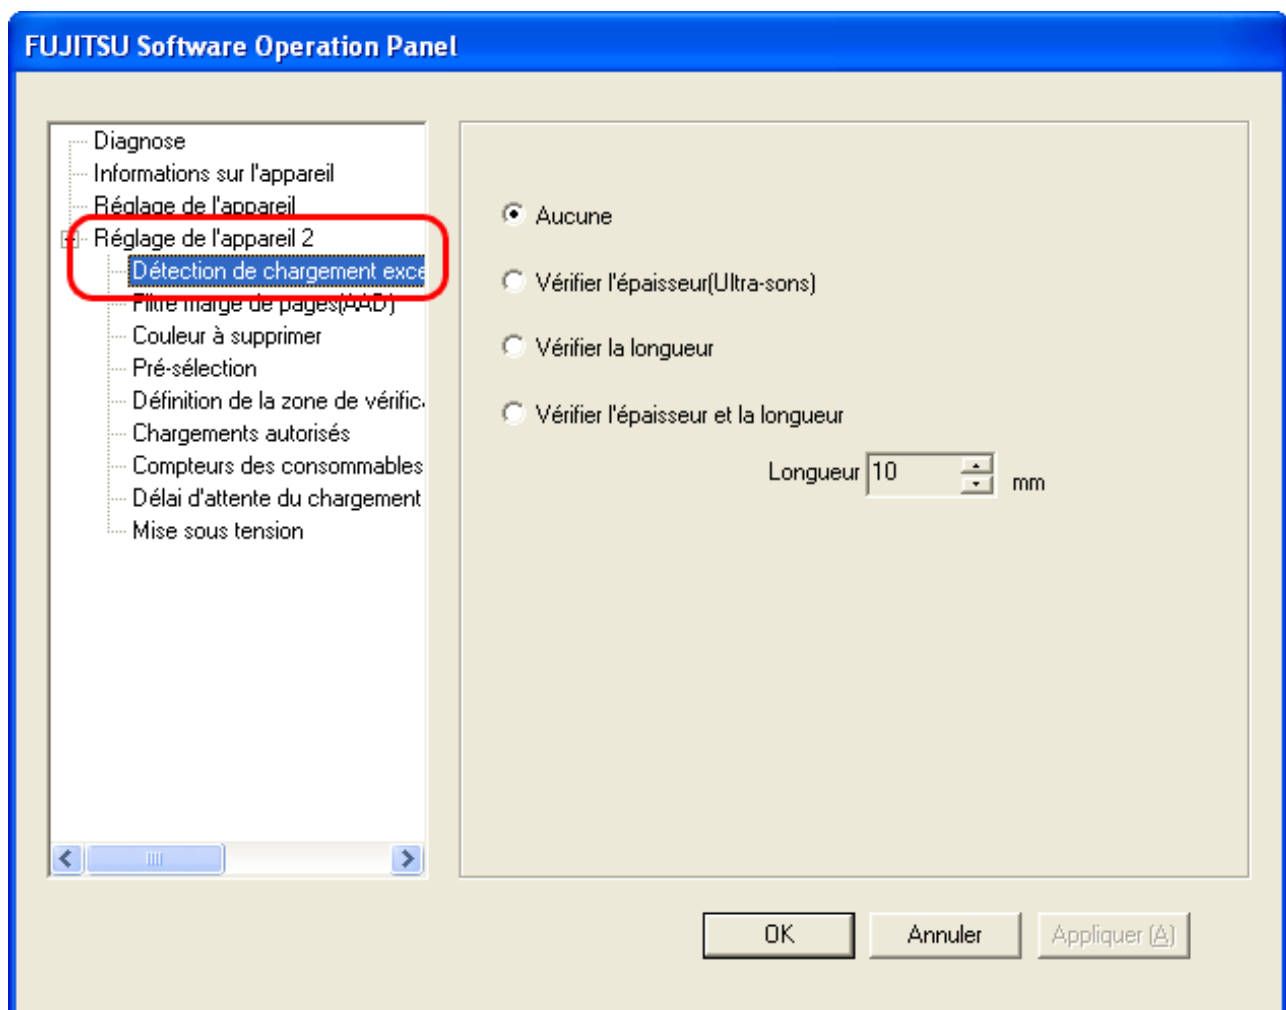 FUJITSU Software Operation Panel
Diagnose
Informations sur l'appareil
Réglage de l'appareil
Réglage de l'appareil 2
Détection de chargement exce
Filtre marge de pages(AAD)
Couleur à supprimer
Pré-sélection
Définition de la zone de vérific
Chargements autorisés
Compteurs des consommables
Délai d'attente du chargement
Mise sous tension
Aucune
Vérifier l'épaisseur(Ultra-sons)
Vérifier la longueur
Vérifier l'épaisseur et la longueur
Longueur 10 mm
OK Annuler Appliquer (A)